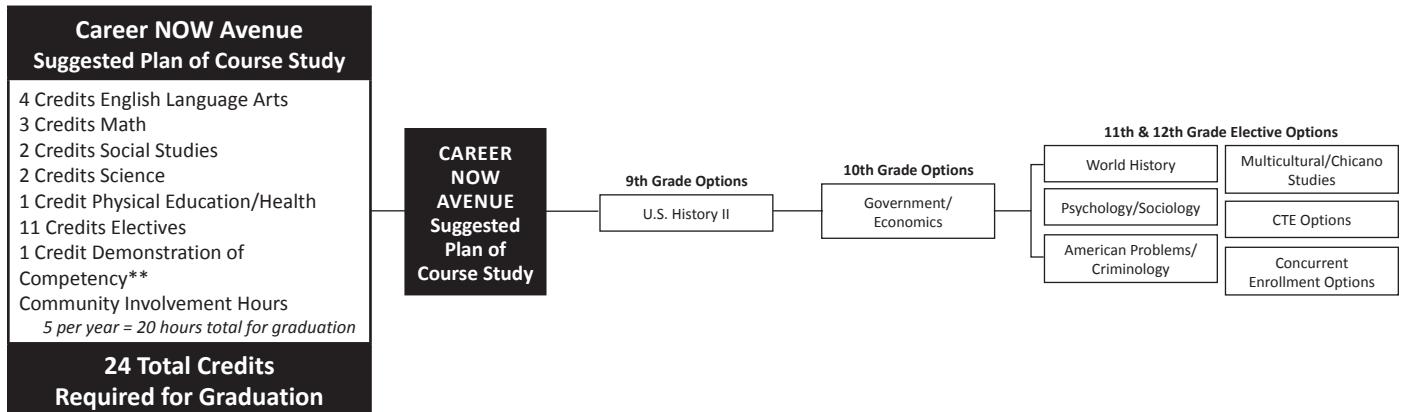 Career NOW Avenue
Suggested Plan of Course Study
4 Credits English Language Arts
3 Credits Math
2 Credits Social Studies
2 Credits Science
1 Credit Physical Education/Health
11 Credits Electives
1 Credit Demonstration of
Competency**
Community Involvement Hours
5 per year = 20 hours total for graduation
24 Total Credits
Required for Graduation
CAREER
NOW
AVENUE
Suggested
Plan of
Course Study
9th Grade Options
U.S. History II
10th Grade Options
Government/
Economics
11th & 12th Grade Elective Options
World History
Psychology/Sociology
American Problems/
Criminology
Multicultural/Chicano
Studies
CTE Options
Concurrent
Enrollment Options